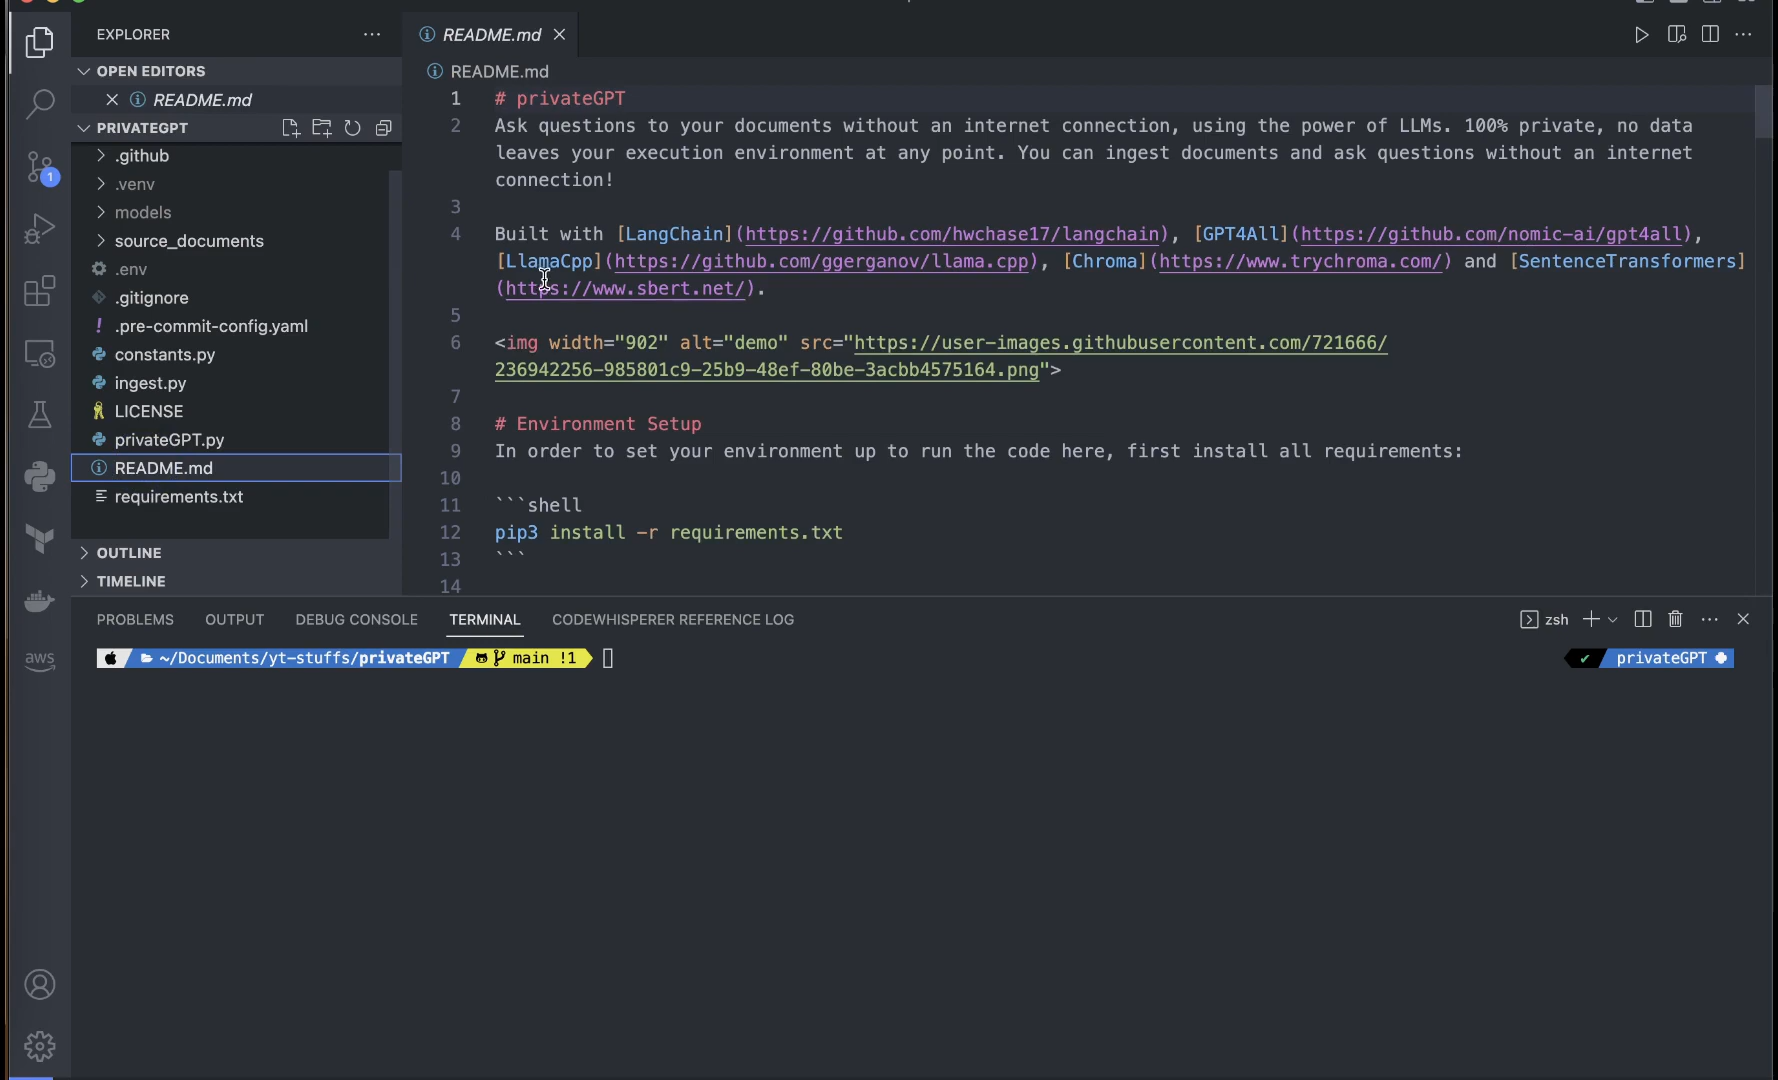 EXPLORER
README.md
OPEN EDITORS
README.md
README.md
PRIVATEGPT
.github
.venv
models
source_documents
.env
.gitignore
.pre-commit-config.yaml
constants.py
ingest.py
LICENSE
privateGPT.py
README.md
requirements.txt
OUTLINE
TIMELINE
1
aws
1 # privateGPT
2 Ask questions to your documents without an internet connection, using the power of LLMs. 100% private, no data
leaves your execution environment at any point. You can ingest documents and ask questions without an internet
connection!
3
4 Built with [LangChain](https://github.com/hwchase17/langchain), [GPT4All](https://github.com/nomic-ai/gpt4all),
[LlamaCpp](https://github.com/ggerganov/llama.cpp), [Chroma](https://www.trychroma.com/) and [SentenceTransformers]
(https://www.sbert.net/).
5
6 <img width="902" alt="demo" src="https://user-images.githubusercontent.com/721666/
236942256-985801c9-25b9-48ef-80be-3acbb4575164.png">
7
8 # Environment Setup
9 In order to set your environment up to run the code here, first install all requirements:
10
11 ```shell
12 pip3 install -r requirements.txt
13 ```
14
PROBLEMS OUTPUT DEBUG CONSOLE TERMINAL CODEWHISPERER REFERENCE LOG zsh
~/Documents/yt-stuffs/privateGPT main !1 ✔ privateGPT